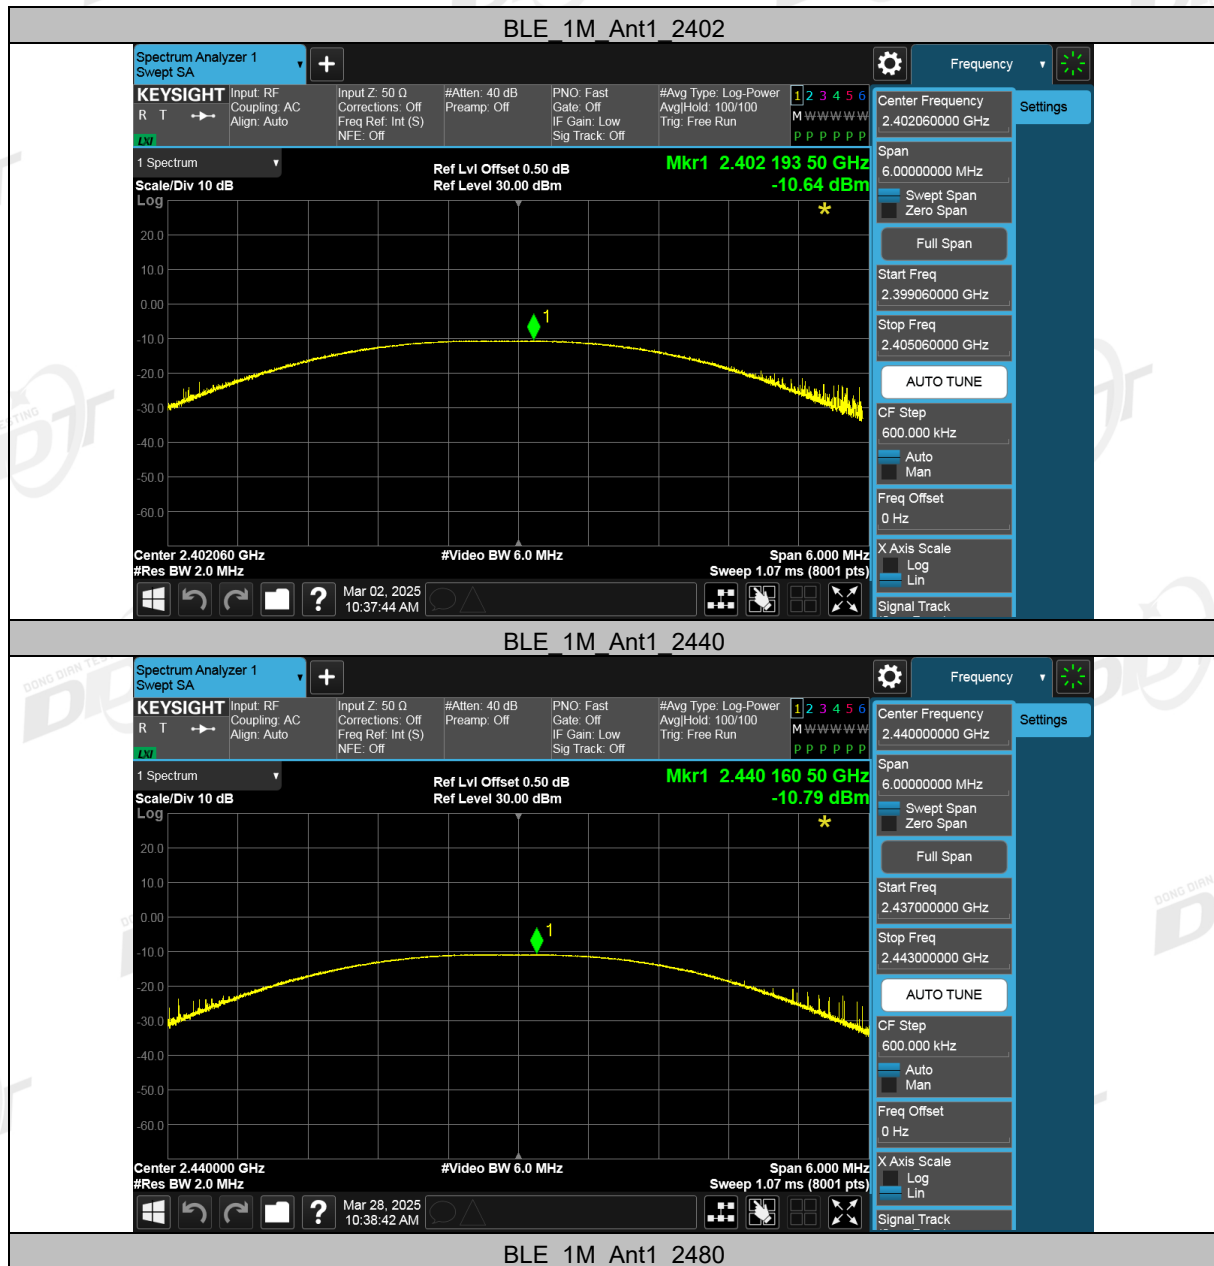 BLE_1M_Ant1_2402
Spectrum Analyzer 1
Swept SA
Frequency
KEYSIGHT
R T
LXI
Input: RF
Coupling: AC
Align: Auto
Input Z: 50 Ω
Corrections: Off
Freq Ref: Int (S)
NFE: Off
#Atten: 40 dB
Preamp: Off
PNO: Fast
Gate: Off
IF Gain: Low
Sig Track: Off
#Avg Type: Log-Power
Avg|Hold: 100/100
Trig: Free Run
1 2 3 4 5 6
M W W W W W
P P P P P P
Center Frequency
2.402060000 GHz
Settings
1 Spectrum
Scale/Div 10 dB
Log
Ref Lvl Offset 0.50 dB
Ref Level 30.00 dBm
Mkr1 2.402 193 50 GHz
-10.64 dBm
Span
6.00000000 MHz
Swept Span
Zero Span
Full Span
Start Freq
2.399060000 GHz
Stop Freq
2.405060000 GHz
AUTO TUNE
CF Step
600.000 kHz
Auto
Man
Freq Offset
0 Hz
X Axis Scale
Log
Lin
Signal Track
20.0
10.0
0.00
-10.0
-20.0
-30.0
-40.0
-50.0
-60.0
1
Center 2.402060 GHz
#Res BW 2.0 MHz
#Video BW 6.0 MHz
Span 6.000 MHz
Sweep 1.07 ms (8001 pts)
?
Mar 02, 2025
10:37:44 AM
BLE_1M_Ant1_2440
Spectrum Analyzer 1
Swept SA
Frequency
KEYSIGHT
R T
LXI
Input: RF
Coupling: AC
Align: Auto
Input Z: 50 Ω
Corrections: Off
Freq Ref: Int (S)
NFE: Off
#Atten: 40 dB
Preamp: Off
PNO: Fast
Gate: Off
IF Gain: Low
Sig Track: Off
#Avg Type: Log-Power
Avg|Hold: 100/100
Trig: Free Run
1 2 3 4 5 6
M W W W W W
P P P P P P
Center Frequency
2.440000000 GHz
Settings
1 Spectrum
Scale/Div 10 dB
Log
Ref Lvl Offset 0.50 dB
Ref Level 30.00 dBm
Mkr1 2.440 160 50 GHz
-10.79 dBm
Span
6.00000000 MHz
Swept Span
Zero Span
Full Span
Start Freq
2.437000000 GHz
Stop Freq
2.443000000 GHz
AUTO TUNE
CF Step
600.000 kHz
Auto
Man
Freq Offset
0 Hz
X Axis Scale
Log
Lin
Signal Track
20.0
10.0
0.00
-10.0
-20.0
-30.0
-40.0
-50.0
-60.0
1
Center 2.440000 GHz
#Res BW 2.0 MHz
#Video BW 6.0 MHz
Span 6.000 MHz
Sweep 1.07 ms (8001 pts)
?
Mar 28, 2025
10:38:42 AM
BLE_1M_Ant1_2480